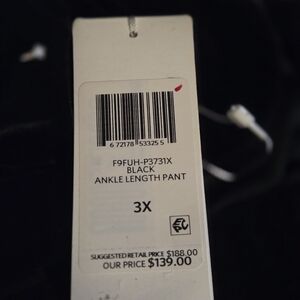 6 72178 53325 5
F9FUH-P3731X
BLACK
ANKLE LENGTH PANT
3X
SUGGESTED RETAIL PRICE $188.00
OUR PRICE $139.00